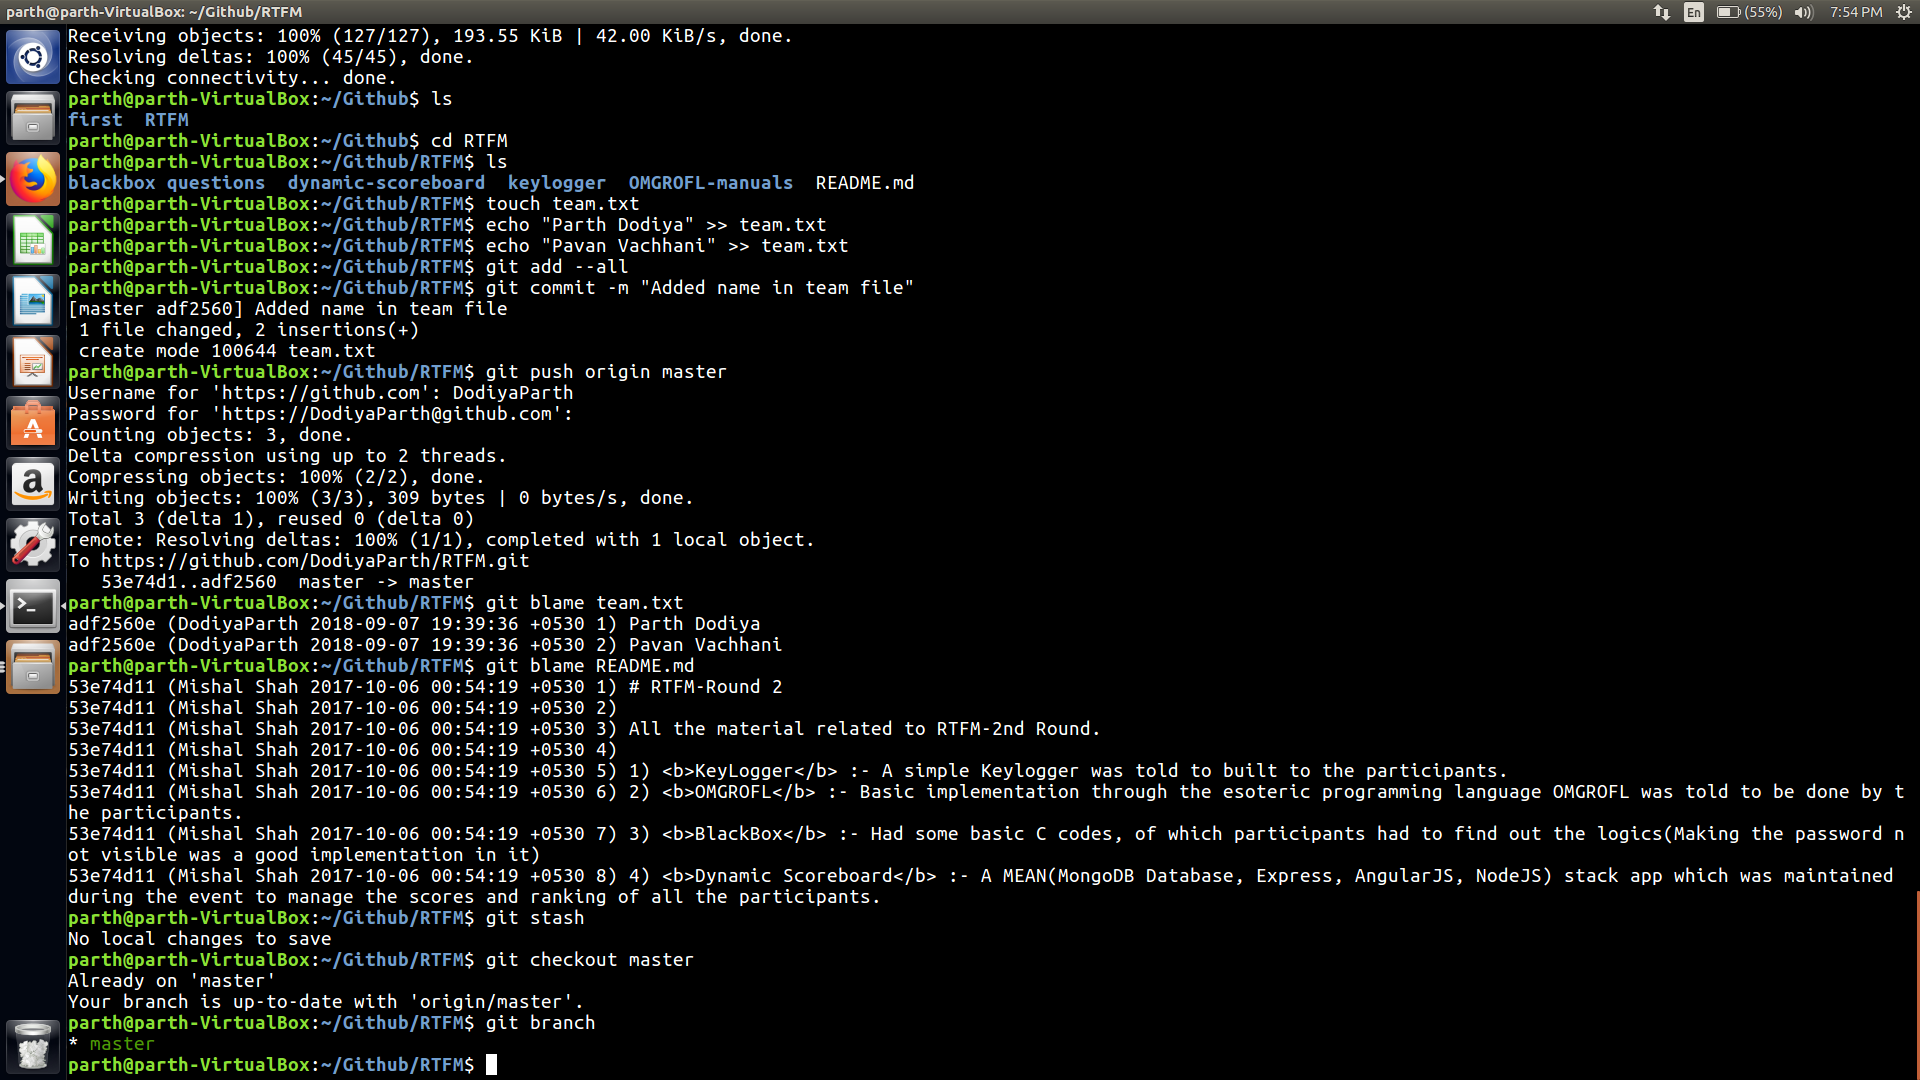 parth@parth-VirtualBox: ~/Github/RTFM
En
(55%)
7:54 PM
Receiving objects: 100% (127/127), 193.55 KiB | 42.00 KiB/s, done.
Resolving deltas: 100% (45/45), done.
Checking connectivity... done.
parth@parth-VirtualBox:~/Github$ ls
first  RTFM
parth@parth-VirtualBox:~/Github$ cd RTFM
parth@parth-VirtualBox:~/Github/RTFM$ ls
blackbox questions  dynamic-scoreboard  keylogger  OMGROFL-manuals  README.md
parth@parth-VirtualBox:~/Github/RTFM$ touch team.txt
parth@parth-VirtualBox:~/Github/RTFM$ echo "Parth Dodiya" >> team.txt
parth@parth-VirtualBox:~/Github/RTFM$ echo "Pavan Vachhani" >> team.txt
parth@parth-VirtualBox:~/Github/RTFM$ git add --all
parth@parth-VirtualBox:~/Github/RTFM$ git commit -m "Added name in team file"
[master adf2560] Added name in team file
 1 file changed, 2 insertions(+)
 create mode 100644 team.txt
parth@parth-VirtualBox:~/Github/RTFM$ git push origin master
Username for 'https://github.com': DodiyaParth
Password for 'https://DodiyaParth@github.com':
Counting objects: 3, done.
Delta compression using up to 2 threads.
Compressing objects: 100% (2/2), done.
Writing objects: 100% (3/3), 309 bytes | 0 bytes/s, done.
Total 3 (delta 1), reused 0 (delta 0)
remote: Resolving deltas: 100% (1/1), completed with 1 local object.
To https://github.com/DodiyaParth/RTFM.git
   53e74d1..adf2560  master -> master
parth@parth-VirtualBox:~/Github/RTFM$ git blame team.txt
adf2560e (DodiyaParth 2018-09-07 19:39:36 +0530 1) Parth Dodiya
adf2560e (DodiyaParth 2018-09-07 19:39:36 +0530 2) Pavan Vachhani
parth@parth-VirtualBox:~/Github/RTFM$ git blame README.md
53e74d11 (Mishal Shah 2017-10-06 00:54:19 +0530 1) # RTFM-Round 2
53e74d11 (Mishal Shah 2017-10-06 00:54:19 +0530 2)
53e74d11 (Mishal Shah 2017-10-06 00:54:19 +0530 3) All the material related to RTFM-2nd Round.
53e74d11 (Mishal Shah 2017-10-06 00:54:19 +0530 4)
53e74d11 (Mishal Shah 2017-10-06 00:54:19 +0530 5) 1) <b>KeyLogger</b> :- A simple Keylogger was told to built to the participants.
53e74d11 (Mishal Shah 2017-10-06 00:54:19 +0530 6) 2) <b>OMGROFL</b> :- Basic implementation through the esoteric programming language OMGROFL was told to be done by t
he participants.
53e74d11 (Mishal Shah 2017-10-06 00:54:19 +0530 7) 3) <b>BlackBox</b> :- Had some basic C codes, of which participants had to find out the logics(Making the password n
ot visible was a good implementation in it)
53e74d11 (Mishal Shah 2017-10-06 00:54:19 +0530 8) 4) <b>Dynamic Scoreboard</b> :- A MEAN(MongoDB Database, Express, AngularJS, NodeJS) stack app which was maintained
during the event to manage the scores and ranking of all the participants.
parth@parth-VirtualBox:~/Github/RTFM$ git stash
No local changes to save
parth@parth-VirtualBox:~/Github/RTFM$ git checkout master
Already on 'master'
Your branch is up-to-date with 'origin/master'.
parth@parth-VirtualBox:~/Github/RTFM$ git branch
* master
parth@parth-VirtualBox:~/Github/RTFM$